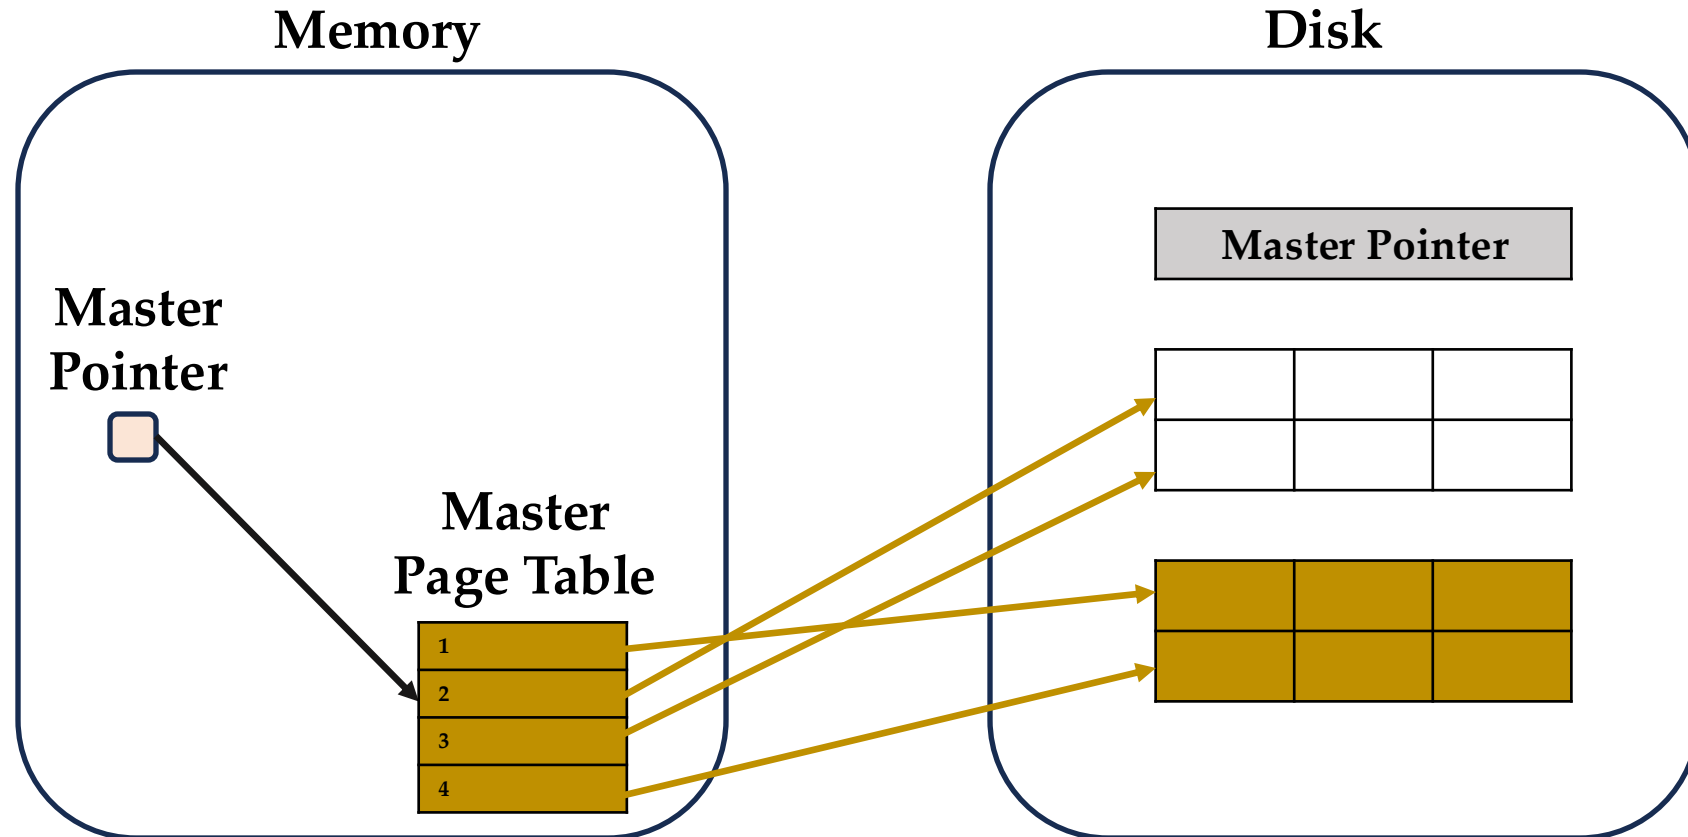 Memory
Disk
Master Pointer
Master
Pointer
Master
Page Table
1
2
3
4